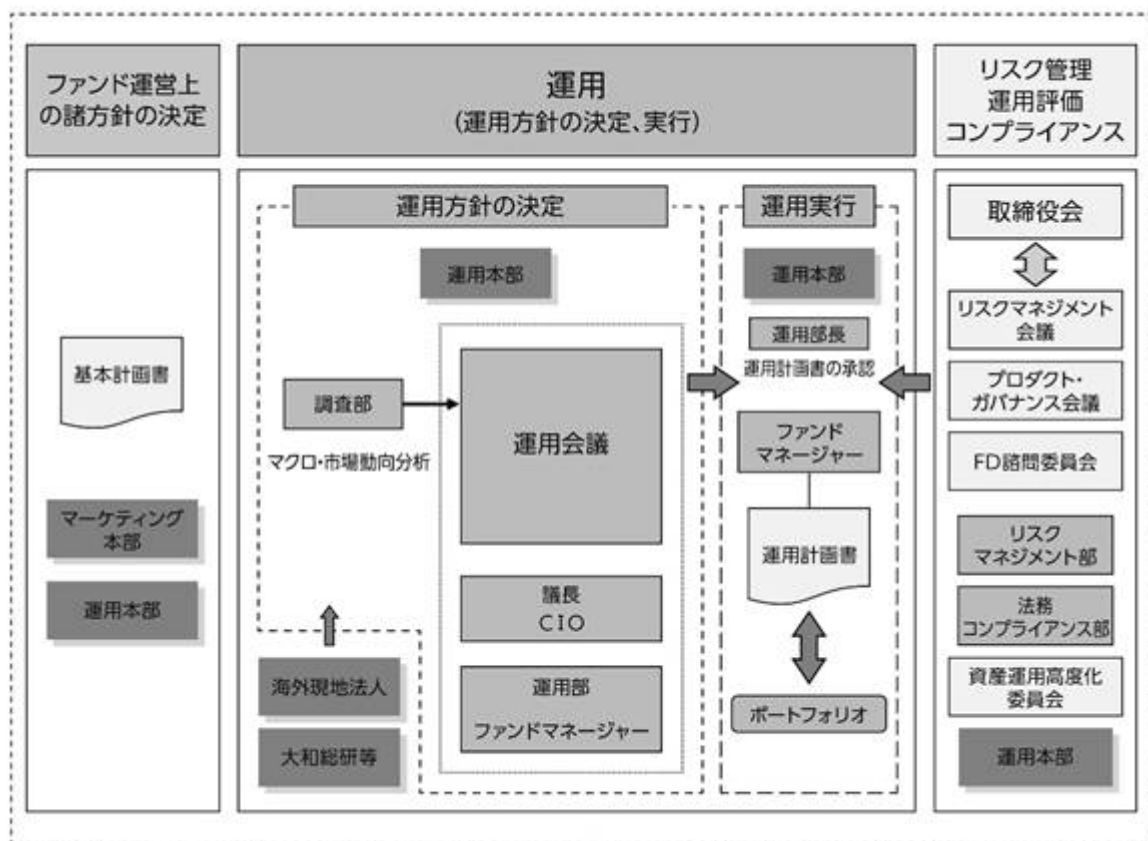 ファンド運営上
の諸方針の決定
運用
(運用方針の決定、実行)
リスク管理
運用評価
コンプライアンス
基本計画書
マーケティング
本部
運用本部
運用方針の決定
運用本部
調査部
マクロ・市場動向分析
運用会議
議長
CIO
運用部
ファンドマネージャー
海外現地法人
大和総研等
運用実行
運用本部
運用部長
運用計画書の承認
ファンド
マネージャー
運用計画書
ポートフォリオ
取締役会
リスクマネジメント
会議
プロダクト・
ガバナンス会議
FD諮問委員会
リスク
マネジメント部
法務
コンプライアンス部
資産運用高度化
委員会
運用本部